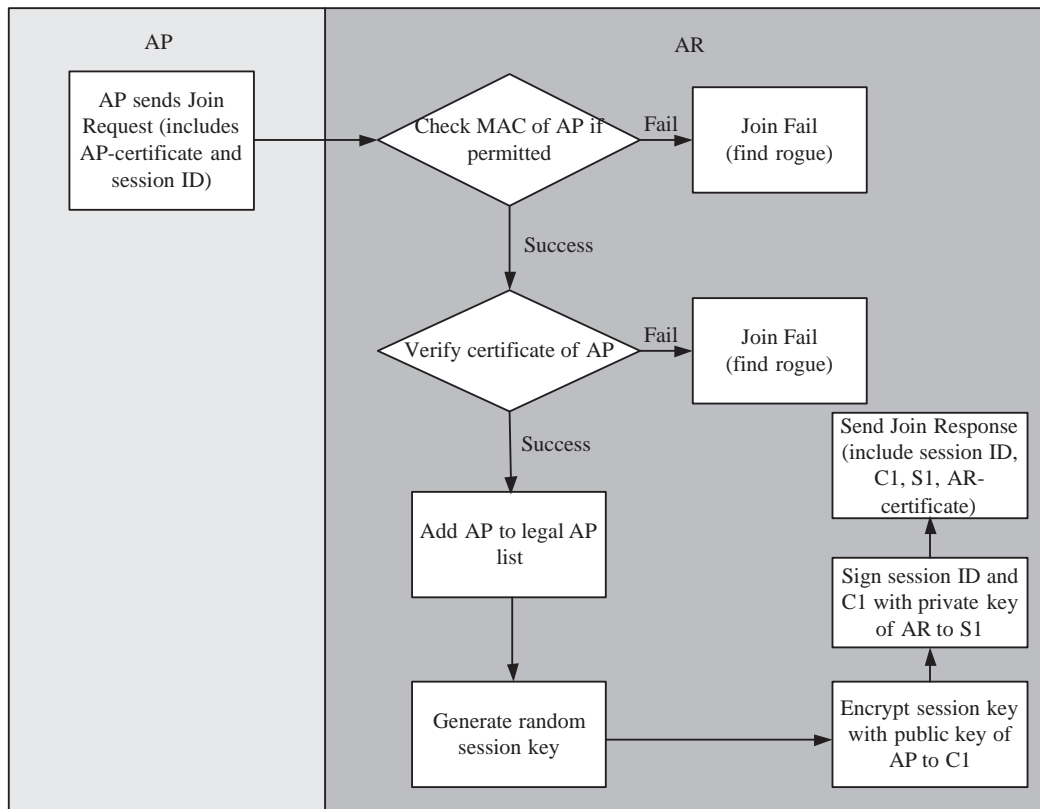 AP
AR
AP sends Join
Request (includes
AP-certificate and
session ID)
Check MAC of AP if
permitted
Fail
Join Fail
(find rogue)
Success
Verify certificate of AP
Fail
Join Fail
(find rogue)
Success
Add AP to legal AP
list
Generate random
session key
Encrypt session key
with public key of
AP to C1
Sign session ID and
C1 with private key
of AR to S1
Send Join Response
(include session ID,
C1, S1, AR-
certificate)